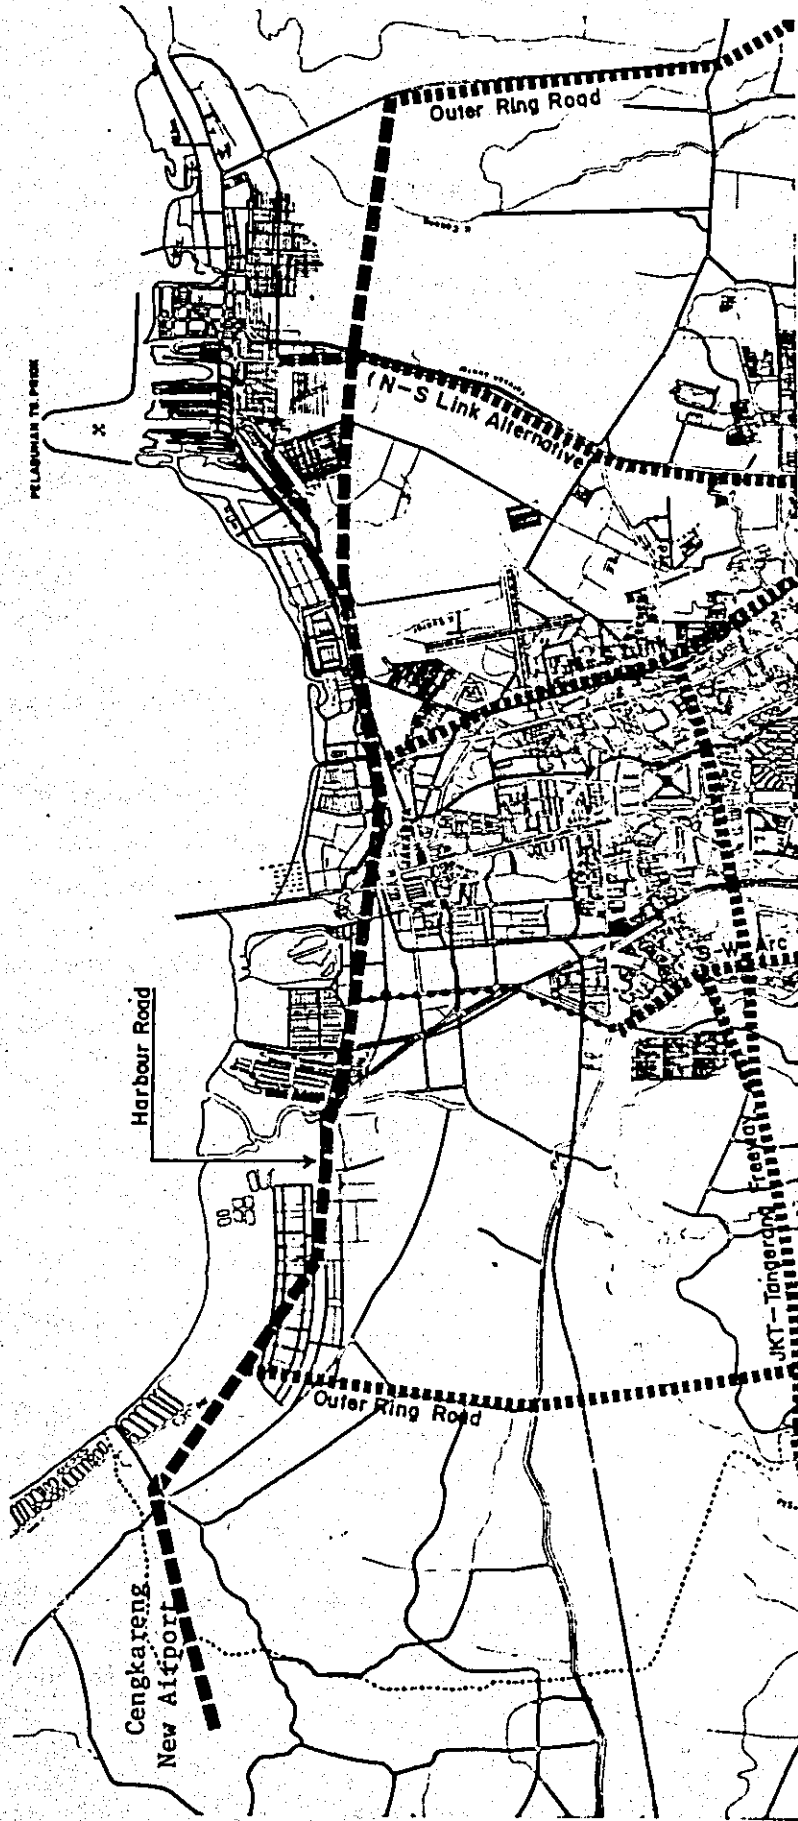 Outer Ring Road
PELABUHAN TG. PRIOK
(N-S Link Alternative
Harbour Road
S-W Arc
JKT-Tangerang Freeway
Outer Ring Road
Cengkareng
New Airport